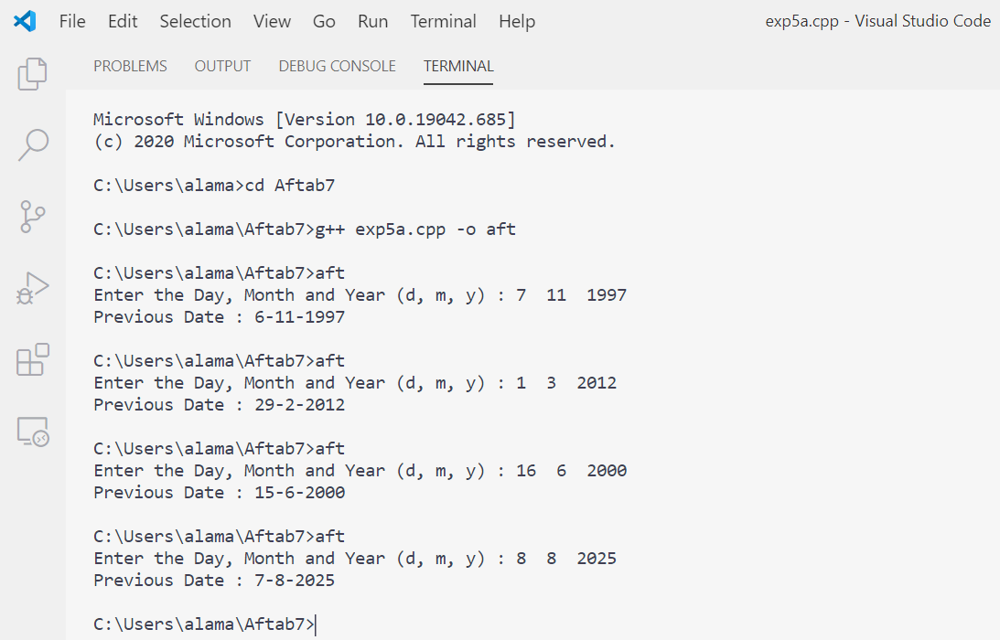 File Edit Selection View Go Run Terminal Help exp5a.cpp - Visual Studio Code
PROBLEMS OUTPUT DEBUG CONSOLE TERMINAL
Microsoft Windows [Version 10.0.19042.685]
(c) 2020 Microsoft Corporation. All rights reserved.
C:\Users\alama>cd Aftab7
C:\Users\alama\Aftab7>g++ exp5a.cpp -o aft
C:\Users\alama\Aftab7>aft
Enter the Day, Month and Year (d, m, y) : 7  11  1997
Previous Date : 6-11-1997
C:\Users\alama\Aftab7>aft
Enter the Day, Month and Year (d, m, y) : 1  3  2012
Previous Date : 29-2-2012
C:\Users\alama\Aftab7>aft
Enter the Day, Month and Year (d, m, y) : 16  6  2000
Previous Date : 15-6-2000
C:\Users\alama\Aftab7>aft
Enter the Day, Month and Year (d, m, y) : 8  8  2025
Previous Date : 7-8-2025
C:\Users\alama\Aftab7>